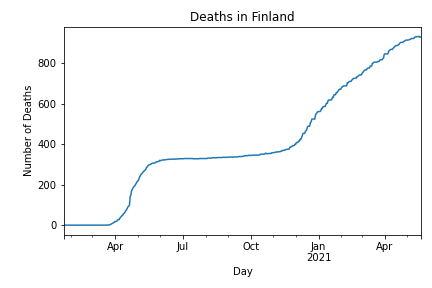 Deaths in Finland
Number of Deaths
800
600
400
200
0
Apr
Jul
Oct
Jan
2021
Apr
Day